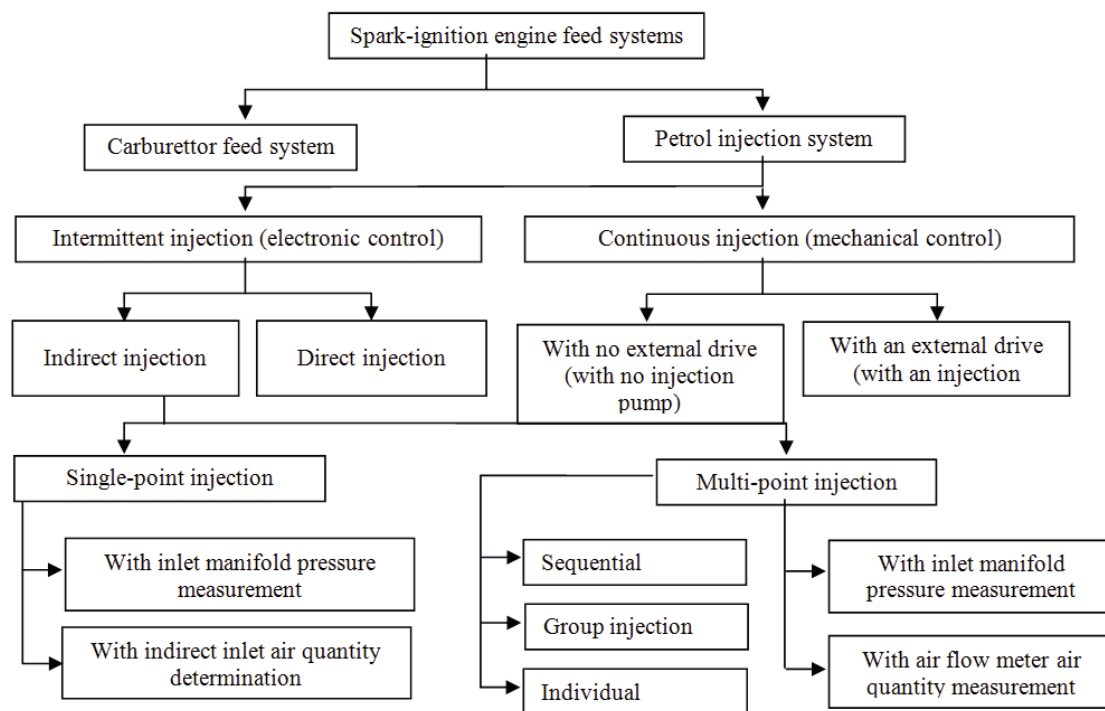 Spark-ignition engine feed systems
Carburettor feed system
Petrol injection system
Intermittent injection (electronic control)
Continuous injection (mechanical control)
Indirect injection
Direct injection
With no external drive
(with no injection
pump)
With an external drive
(with an injection
Single-point injection
Multi-point injection
With inlet manifold pressure
measurement
With indirect inlet air quantity
determination
Sequential
Group injection
Individual
With inlet manifold
pressure measurement
With air flow meter air
quantity measurement